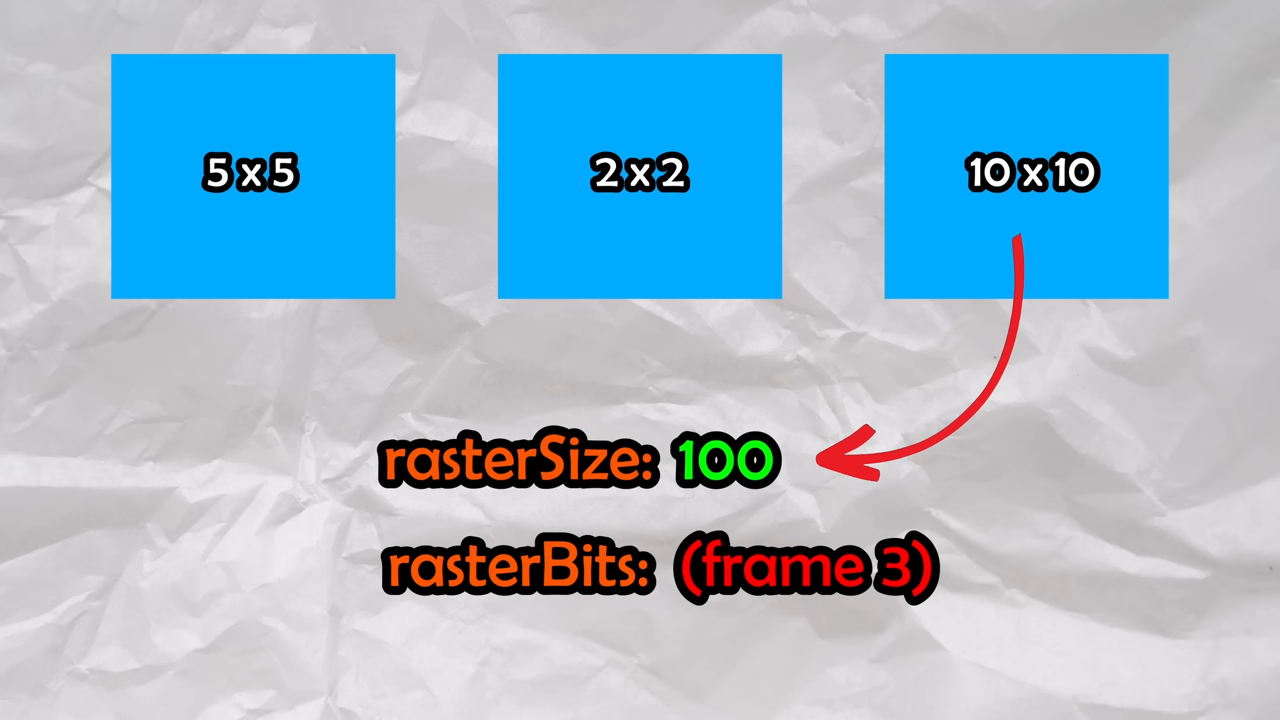 5 x 5
2 x 2
10 x 10
rasterSize: 100
rasterBits: (frame 3)